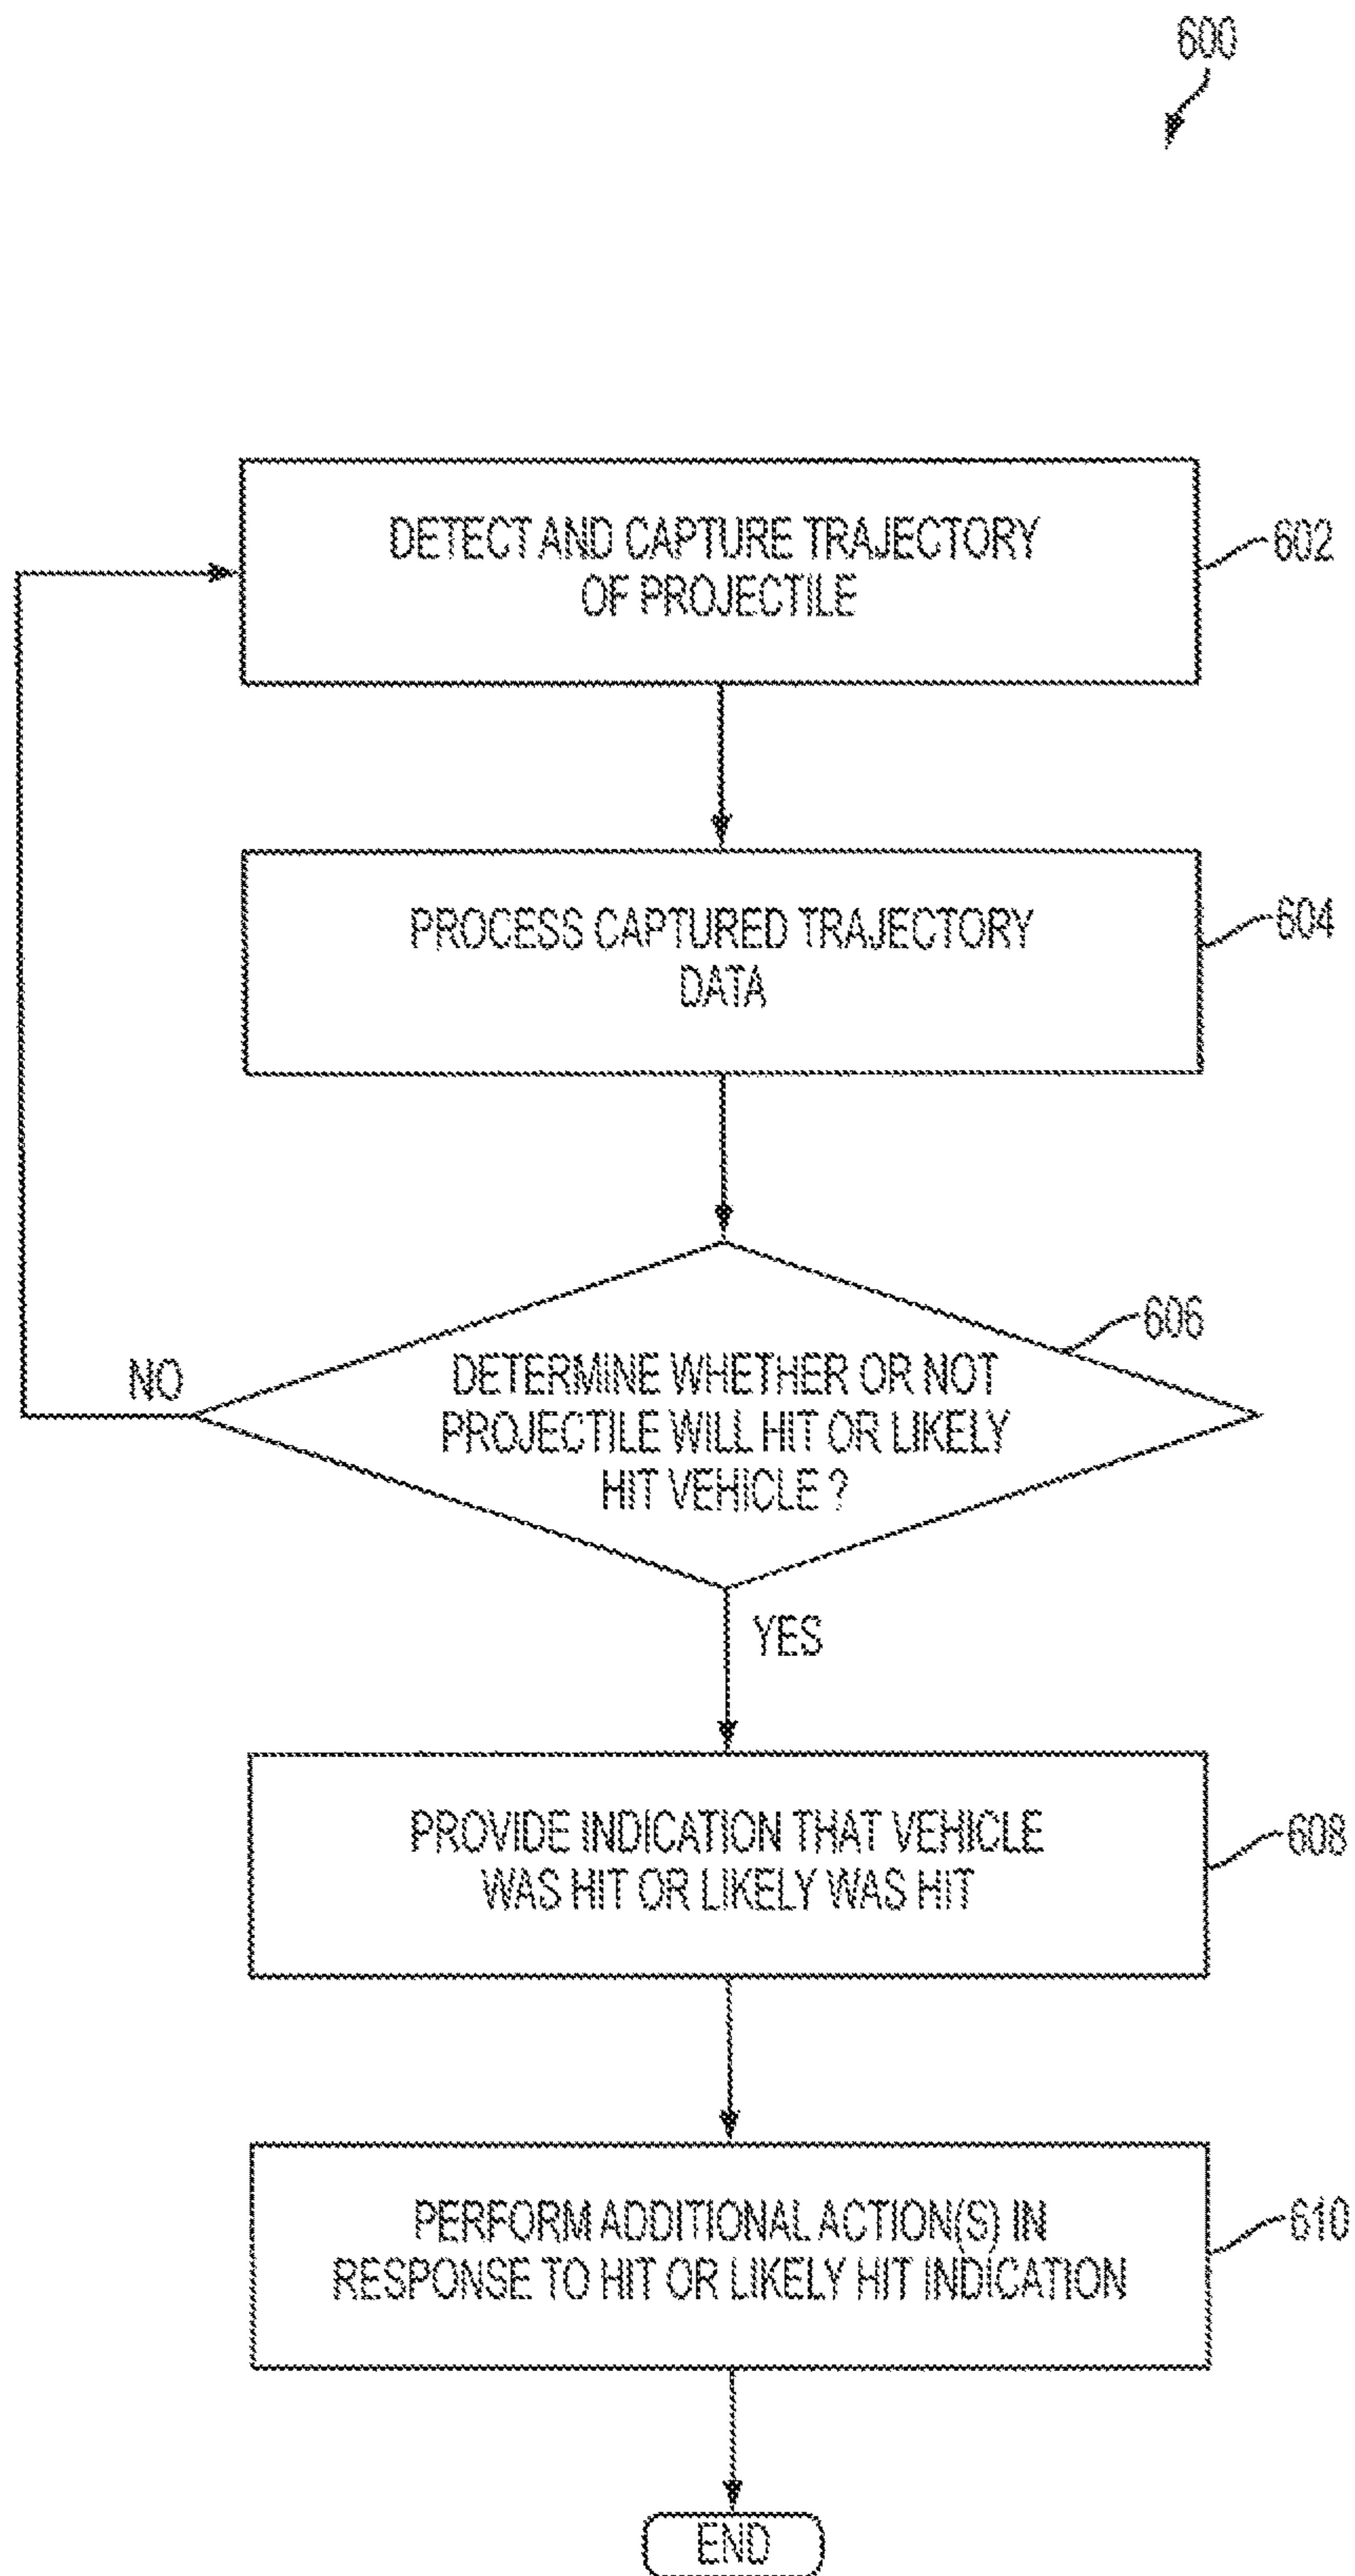 600
DETECT AND CAPTURE TRAJECTORY
OF PROJECTILE
602
PROCESS CAPTURED TRAJECTORY
DATA
604
606
DETERMINE WHETHER OR NOT
PROJECTILE WILL HIT OR LIKELY
HIT VEHICLE ?
NO
YES
PROVIDE INDICATION THAT VEHICLE
WAS HIT OR LIKELY WAS HIT
608
PERFORM ADDITIONAL ACTION(S) IN
RESPONSE TO HIT OR LIKELY HIT INDICATION
610
END